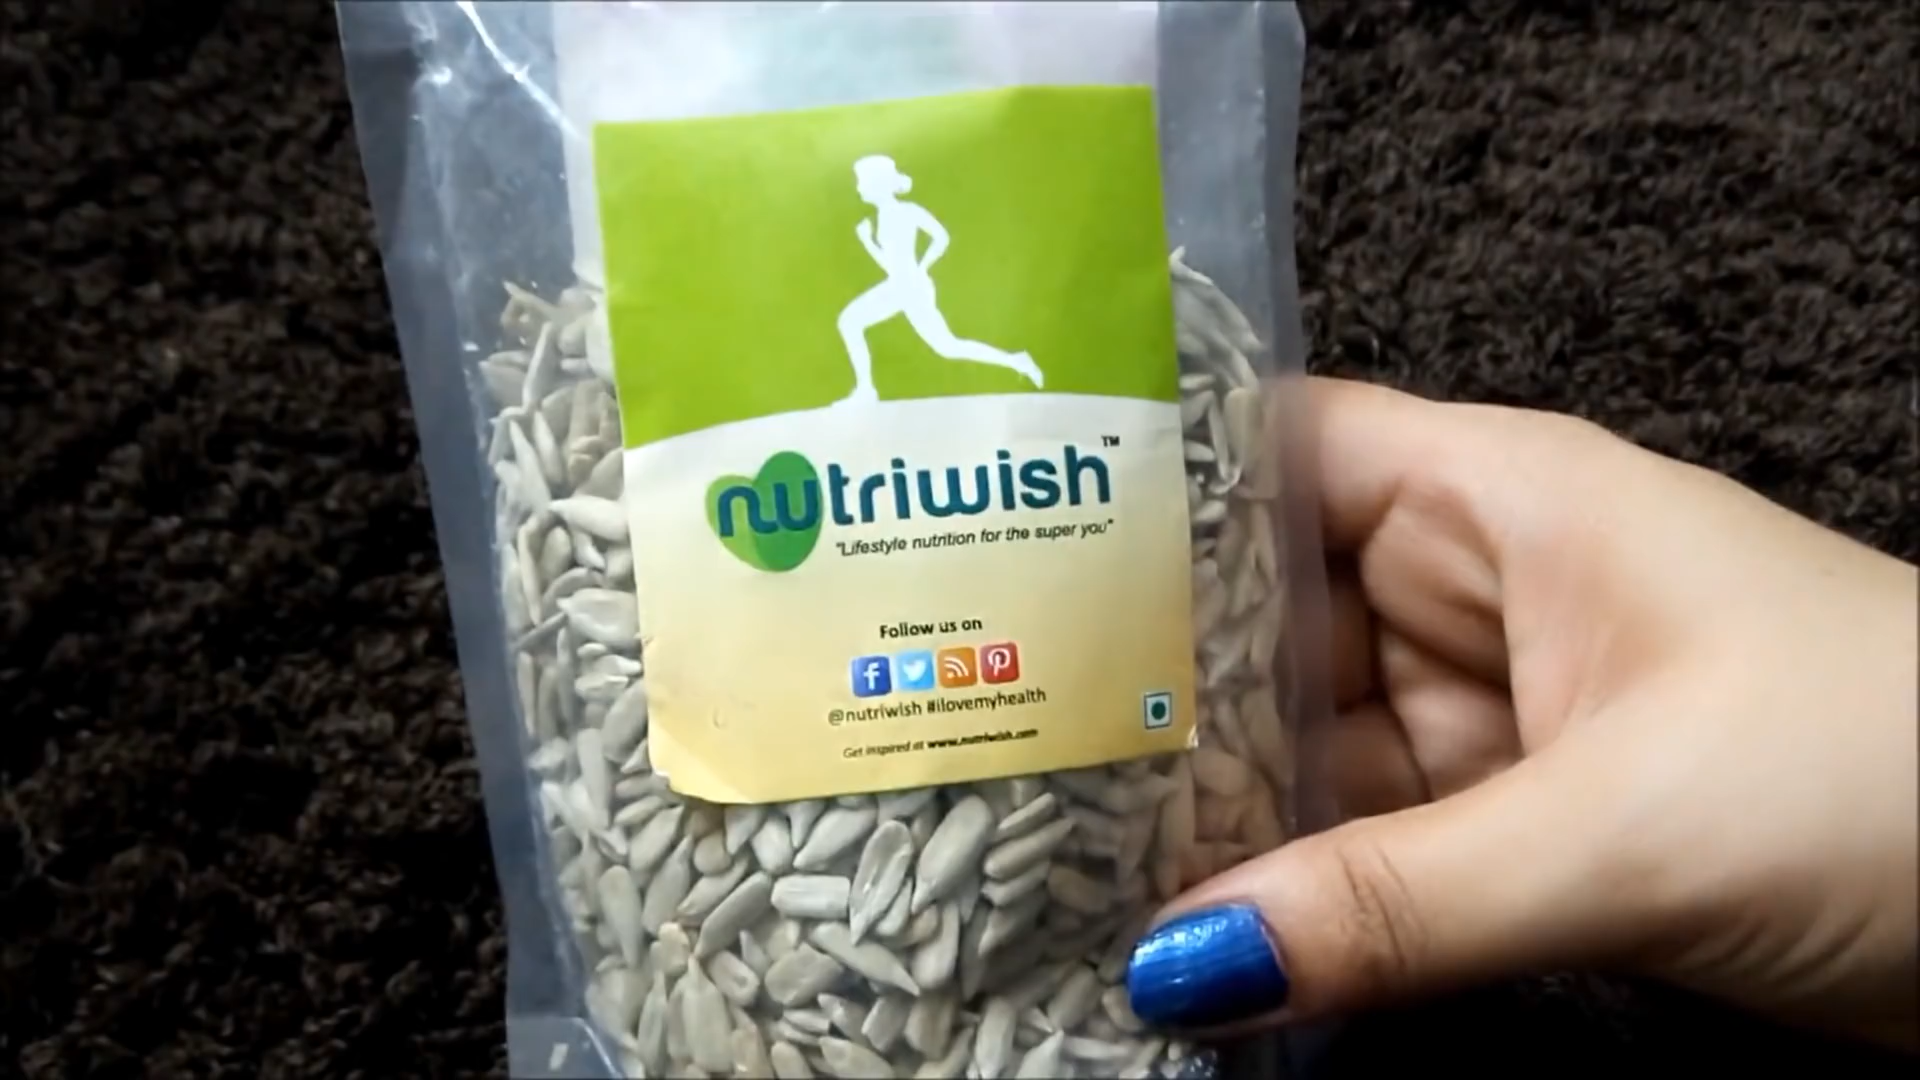 nutriwish™
"Lifestyle nutrition for the super you"
Follow us on
@nutriwish #ilovemyhealth
Get inspired at www.nutriwish.com